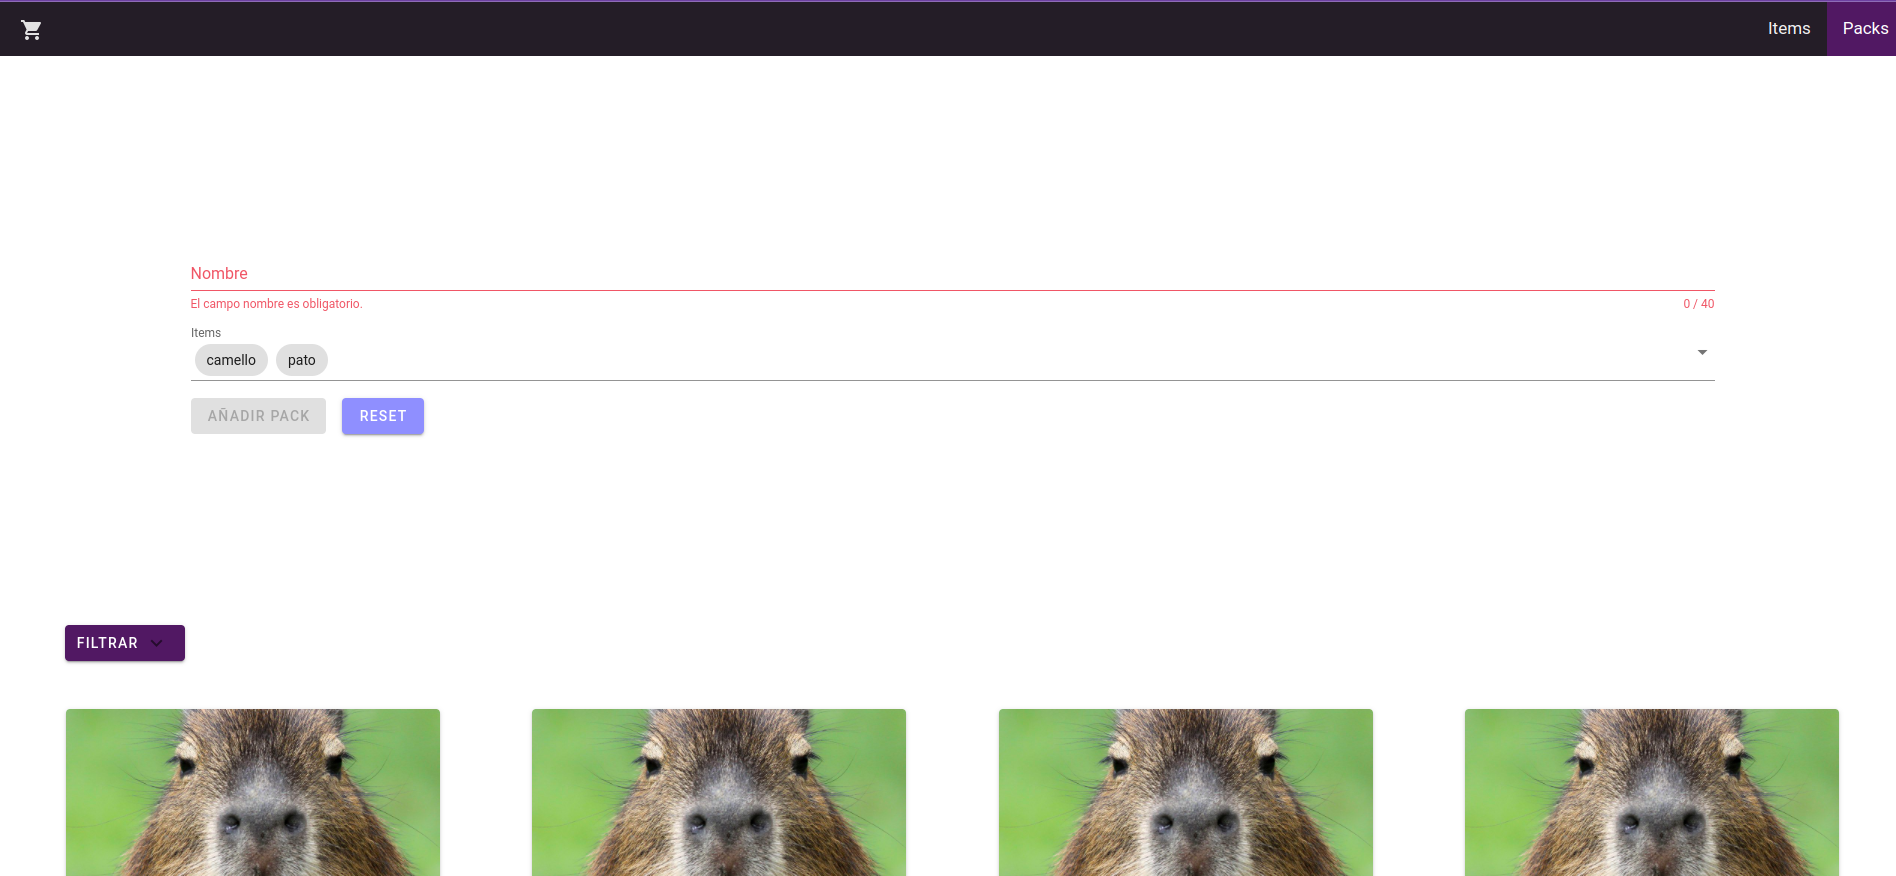 Items
Packs
Nombre
El campo nombre es obligatorio.
0 / 40
Items
camello
pato
AÑADIR PACK
RESET
FILTRAR